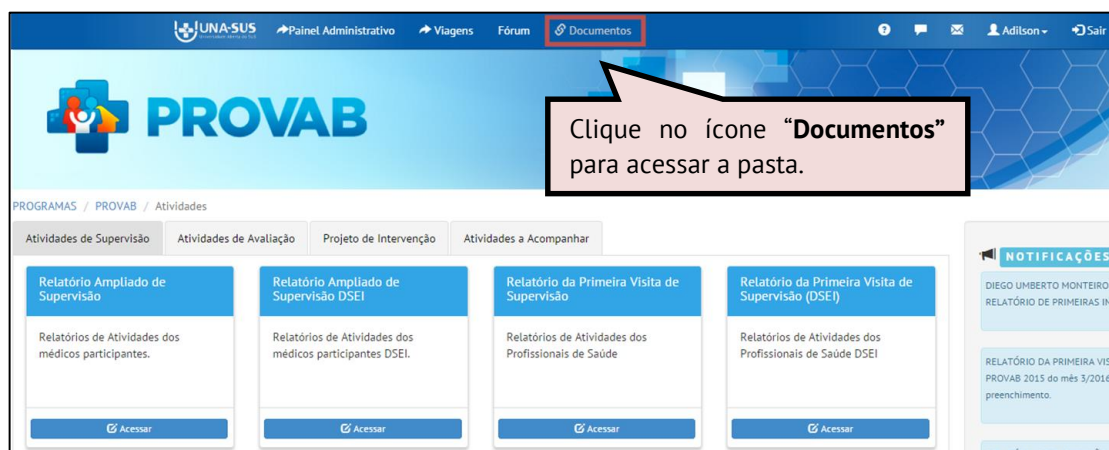 UNA-SUS Painel Administrativo Viagens Fórum Documentos Adilson Sair
PROVAB
Clique no ícone “Documentos”
para acessar a pasta.
PROGRAMAS / PROVAB / Atividades
Atividades de Supervisão Atividades de Avaliação Projeto de Intervenção Atividades a Acompanhar
Relatório Ampliado de
Supervisão
Relatórios de Atividades dos
médicos participantes.
Acessar
Relatório Ampliado de
Supervisão DSEI
Relatórios de Atividades dos
médicos participantes DSEI.
Acessar
Relatório da Primeira Visita de
Supervisão
Relatórios de Atividades dos
Profissionais de Saúde
Acessar
Relatório da Primeira Visita de
Supervisão (DSEI)
Relatórios de Atividades dos
Profissionais de Saúde DSEI
Acessar
NOTIFICAÇÕES
DIEGO UMBERTO MONTEIRO
RELATÓRIO DE PRIMEIRAS
RELATÓRIO DA PRIMEIRA
PROVAB 2015 do mês 3/2016
preenchimento.